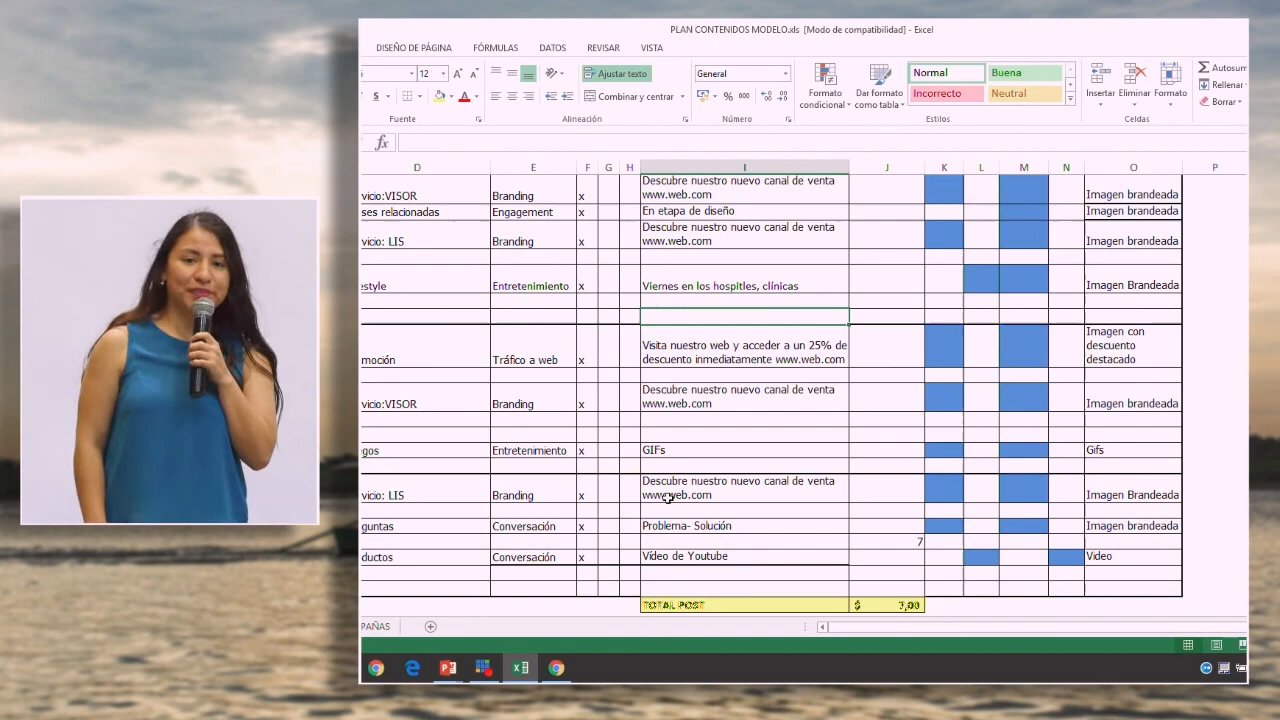 PLAN CONTENIDOS MODELO.xls [Modo de compatibilidad] - Excel
DISEÑO DE PÁGINA FÓRMULAS DATOS REVISAR VISTA
12 Ajustar texto General Normal Buena Autosum
S Combinar y centrar % 000 Formato condicional Dar formato como tabla Incorrecto Neutral Insertar Eliminar Formato Rellenar
Borrar
Fuente Alineación Número Estilos Celdas
fx
D E F G H I J K L M N O P
Descubre nuestro nuevo canal de venta
vicio:VISOR Branding x www.web.com Imagen brandeada
ses relacionadas Engagement x En etapa de diseño Imagen brandeada
Descubre nuestro nuevo canal de venta
vicio: LIS Branding x www.web.com Imagen brandeada
estyle Entretenimiento x Viernes en los hospitles, clínicas Imagen Brandeada
Imagen con
Visita nuestro web y acceder a un 25% de descuento
moción Tráfico a web x descuento inmediatamente www.web.com destacado
Descubre nuestro nuevo canal de venta
vicio:VISOR Branding x www.web.com Imagen brandeada
egos Entretenimiento x GIFs Gifs
Descubre nuestro nuevo canal de venta
vicio: LIS Branding x www.web.com Imagen Brandeada
guntas Conversación x Problema- Solución Imagen brandeada
7
ductos Conversación x Vídeo de Youtube Video
TOTAL POST $ 7,00
PAÑAS